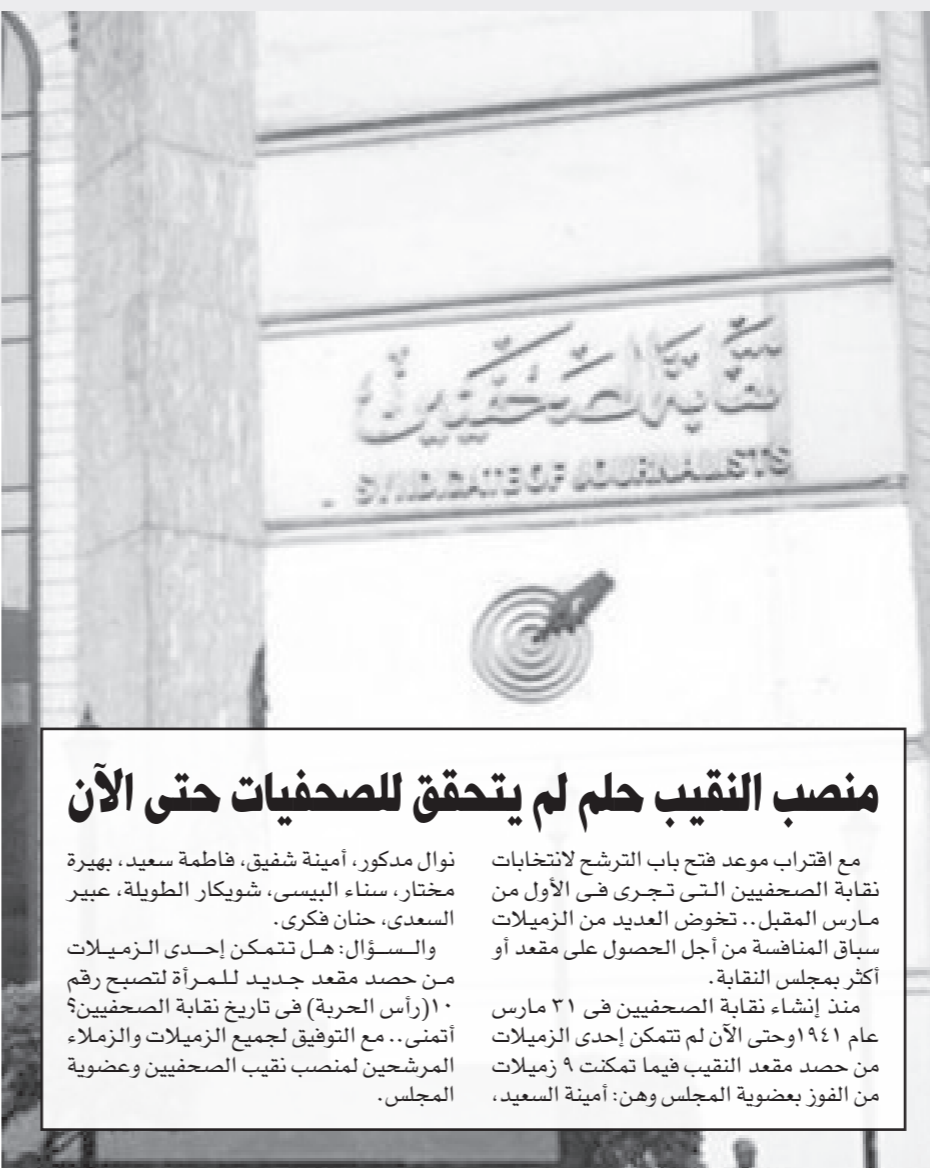 نقابة الصحفيين
SYNDICATE OF JOURNALISTS
منصب النقيب حلم لم يتحقق للصحفيات حتى الآن
مع اقتراب موعد فتح باب الترشح لانتخابات
نقابة الصحفيين التى تجرى فى الأول من
مارس المقبل.. تخوض العديد من الزميلات
سباق المنافسة من أجل الحصول على مقعد أو
أكثر بمجلس النقابة.
منذ إنشاء نقابة الصحفيين فى ٣١ مارس
عام ١٩٤١وحتى الآن لم تتمكن إحدى الزميلات
من حصد مقعد النقيب فيما تمكنت ٩ زميلات
من الفوز بعضوية المجلس وهن: أمينة السعيد،
نوال مدكور، أمينة شفيق، فاطمة سعيد، بهيرة
مختار، سناء البيسى، شويكار الطويلة، عبير
السعدى، حنان فكرى.
والسؤال: هل تتمكن إحدى الزميلات
من حصد مقعد جديد للمرأة لتصبح رقم
١٠(رأس الحربة) فى تاريخ نقابة الصحفيين؟
أتمنى.. مع التوفيق لجميع الزميلات والزملاء
المرشحين لمنصب نقيب الصحفيين وعضوية
المجلس.